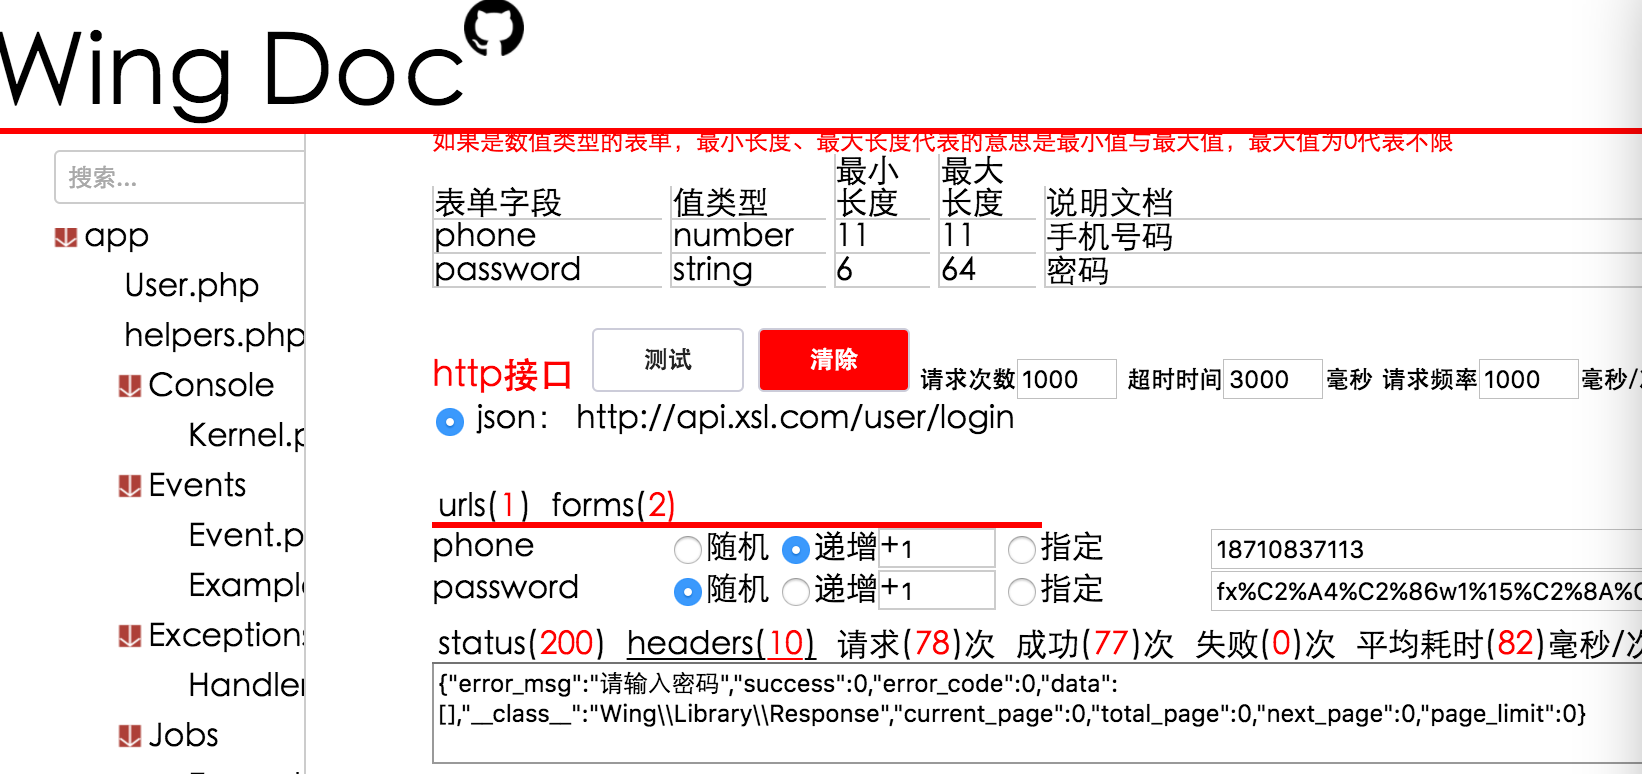 Wing Doc
如果是数值类型的表单，最小长度、最大长度代表的意思是最小值与最大值，最大值为0代表不限
搜索...
app
User.php
helpers.php
Console
Kernel.p
Events
Event.p
Example
Exceptions
Handler
Jobs
表单字段 值类型 最小长度 最大长度 说明文档
phone number 11 11 手机号码
password string 6 64 密码
http接口 测试 清除 请求次数 1000 超时时间 3000 毫秒 请求频率 1000 毫秒/次
json： http://api.xsl.com/user/login
urls(1) forms(2)
phone 随机 递增 +1 指定 18710837113
password 随机 递增 +1 指定 fx%C2%A4%C2%86w1%15%C2%8A%C
status(200) headers(10) 请求(78)次 成功(77)次 失败(0)次 平均耗时(82)毫秒/次
{"error_msg":"请输入密码","success":0,"error_code":0,"data":
[],"__class__":"Wing\\Library\\Response","current_page":0,"total_page":0,"next_page":0,"page_limit":0}